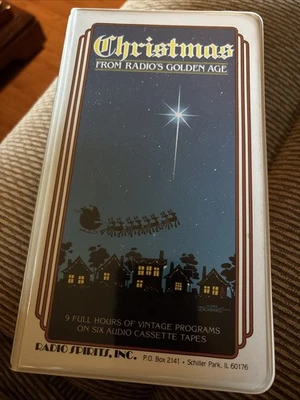 Christmas
FROM RADIO'S GOLDEN AGE
9 FULL HOURS OF VINTAGE PROGRAMS
ON SIX AUDIO CASSETTE TAPES
RADIO SPIRITS, INC. P.O. Box 2141 • Schiller Park, IL 60176